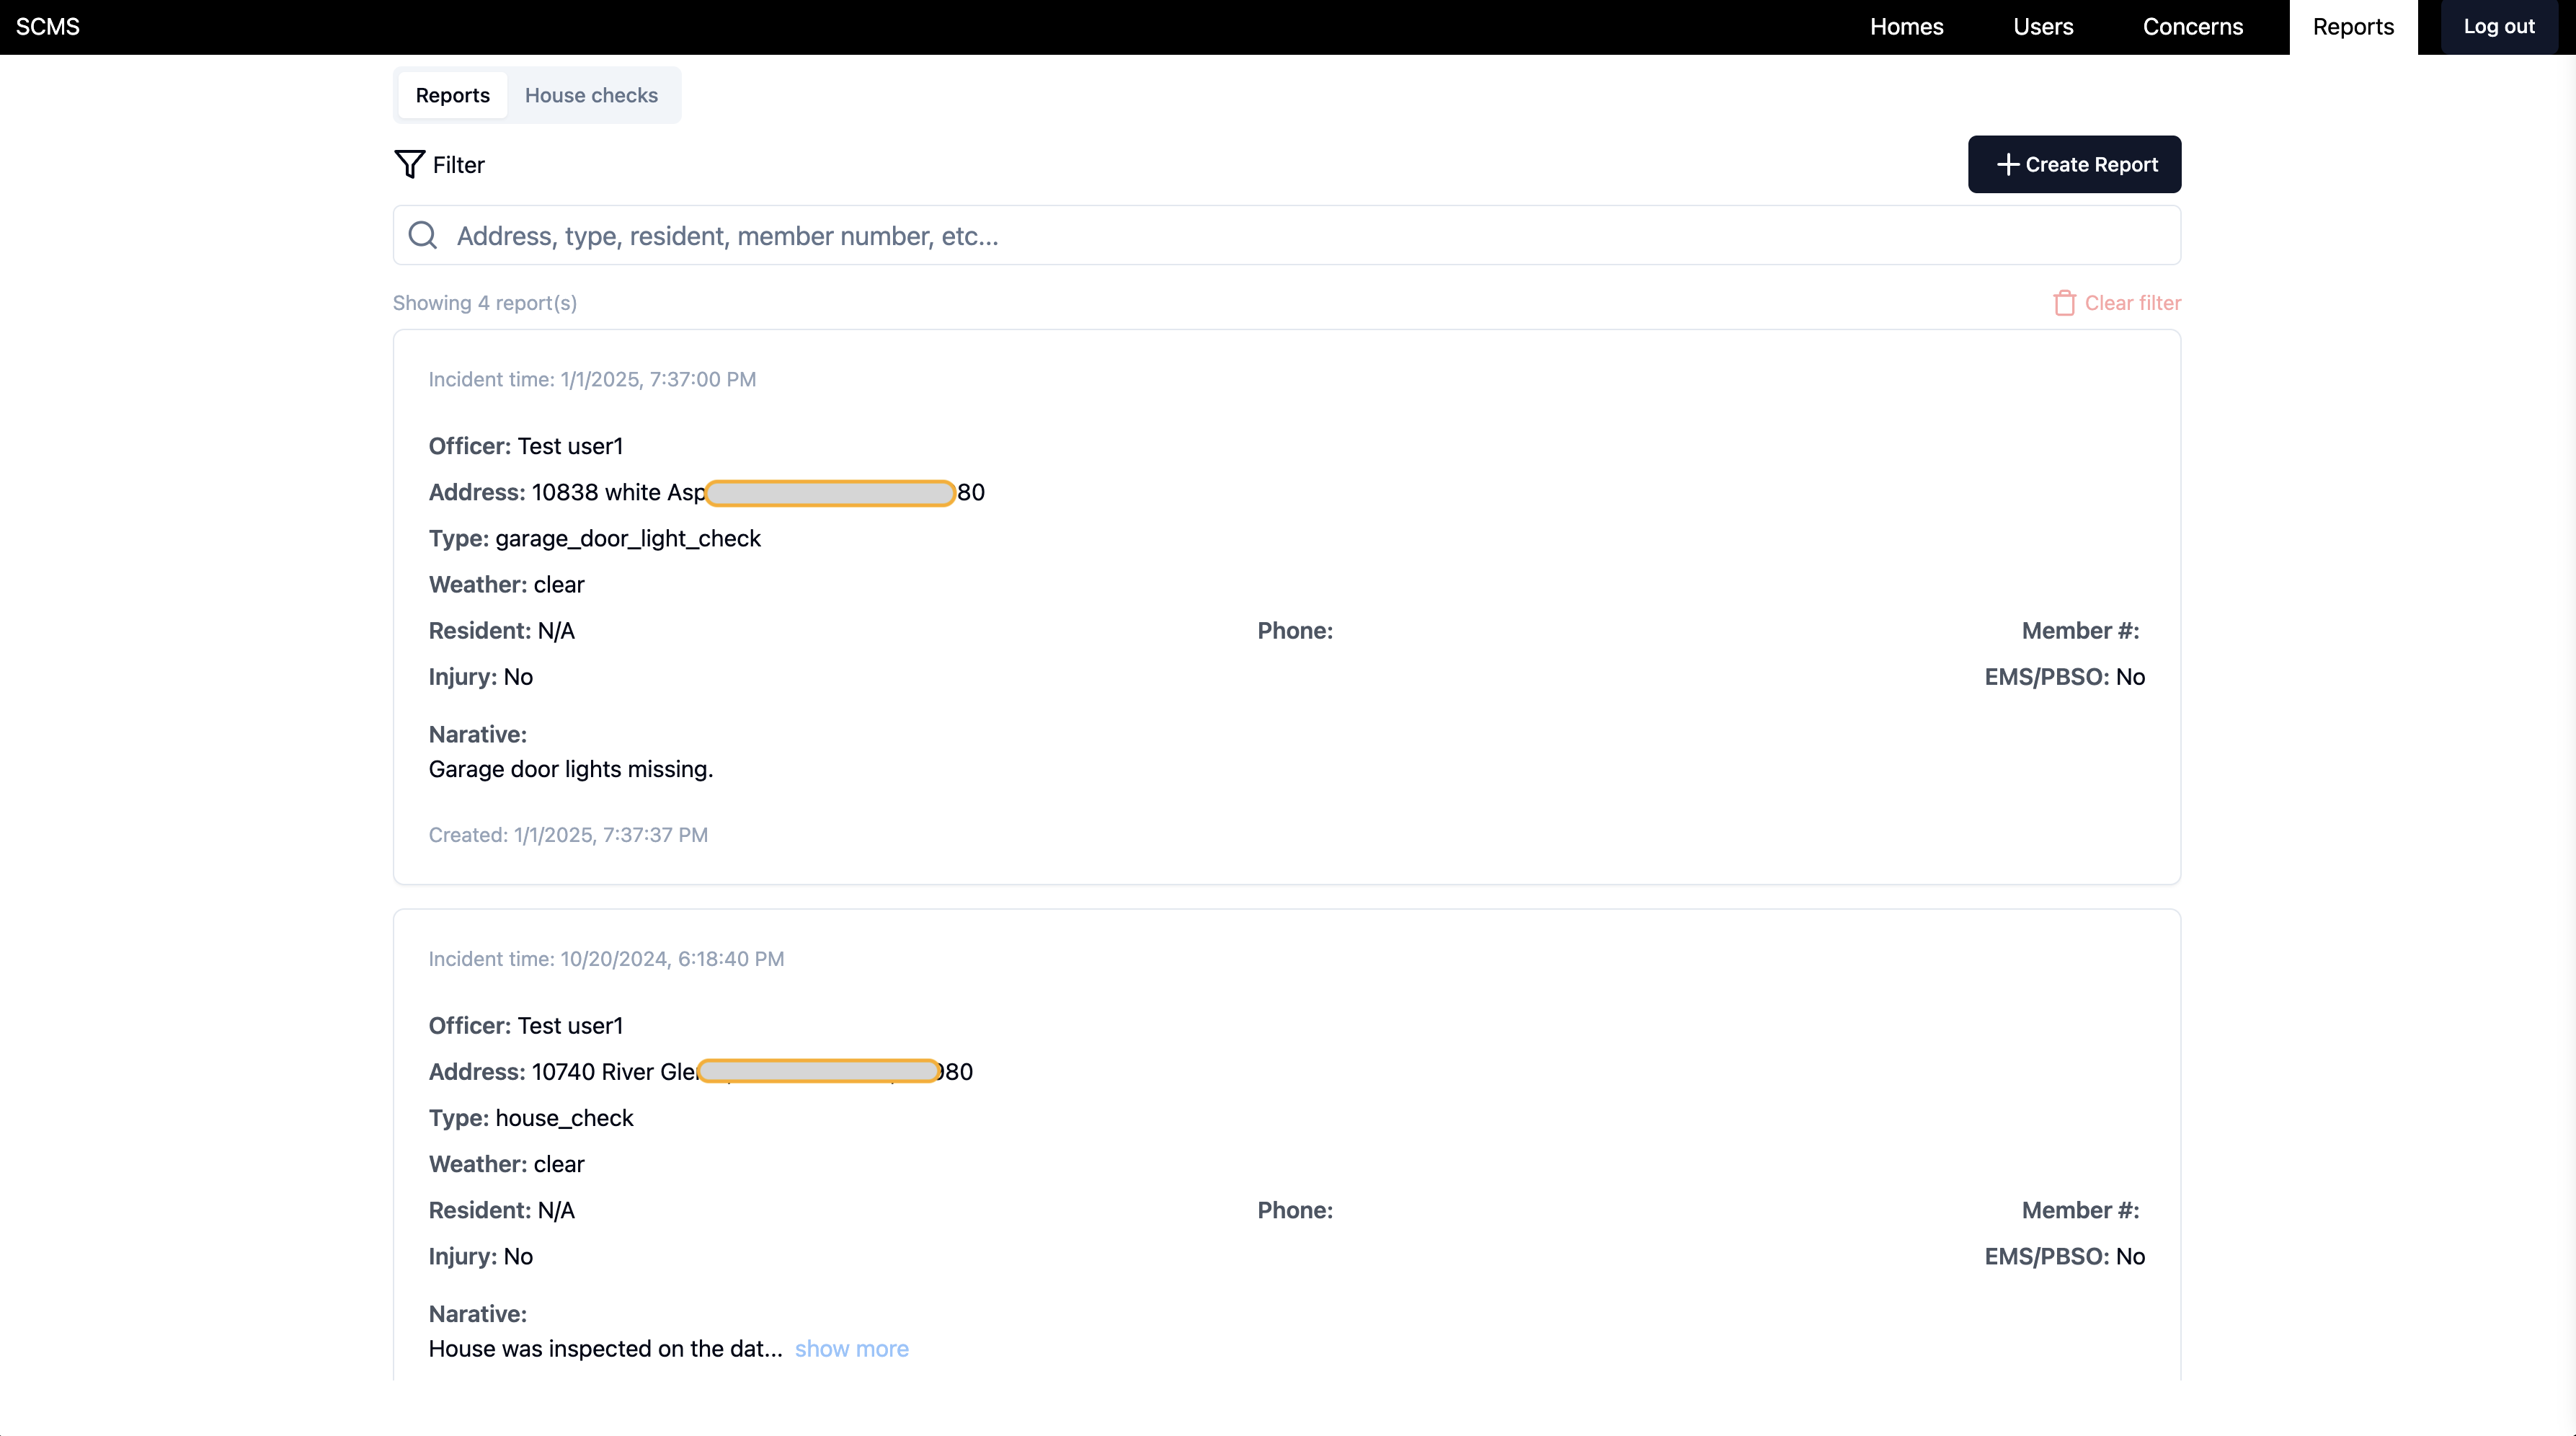 SCMS
Homes Users Concerns Reports Log out
Reports House checks
Filter
Create Report
Address, type, resident, member number, etc...
Showing 4 report(s) Clear filter
Incident time: 1/1/2025, 7:37:00 PM
Officer: Test user1
Address: 10838 white Asp 80
Type: garage_door_light_check
Weather: clear
Resident: N/A Phone: Member #:
Injury: No EMS/PBSO: No
Narative:
Garage door lights missing.
Created: 1/1/2025, 7:37:37 PM
Incident time: 10/20/2024, 6:18:40 PM
Officer: Test user1
Address: 10740 River Gle 980
Type: house_check
Weather: clear
Resident: N/A Phone: Member #:
Injury: No EMS/PBSO: No
Narative:
House was inspected on the dat... show more